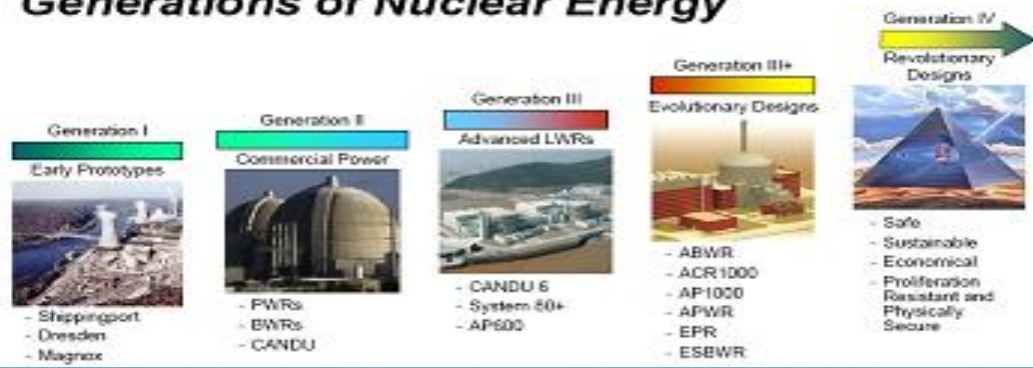 Generations of Nuclear Energy
Generation I
Early Prototypes
- Shippingport
- Dresden
- Magnox
Generation II
Commercial Power
- PWRs
- BWRs
- CANDU
Generation III
Advanced LWRs
- CANDU 6
- System 80+
- AP600
Generation III+
Evolutionary Designs
- ABWR
- ACR1000
- AP1000
- APWR
- EPR
- ESBWR
Generation IV
Revolutionary
Designs
- Safe
- Sustainable
- Economical
- Proliferation
Resistant and
Physically
Secure